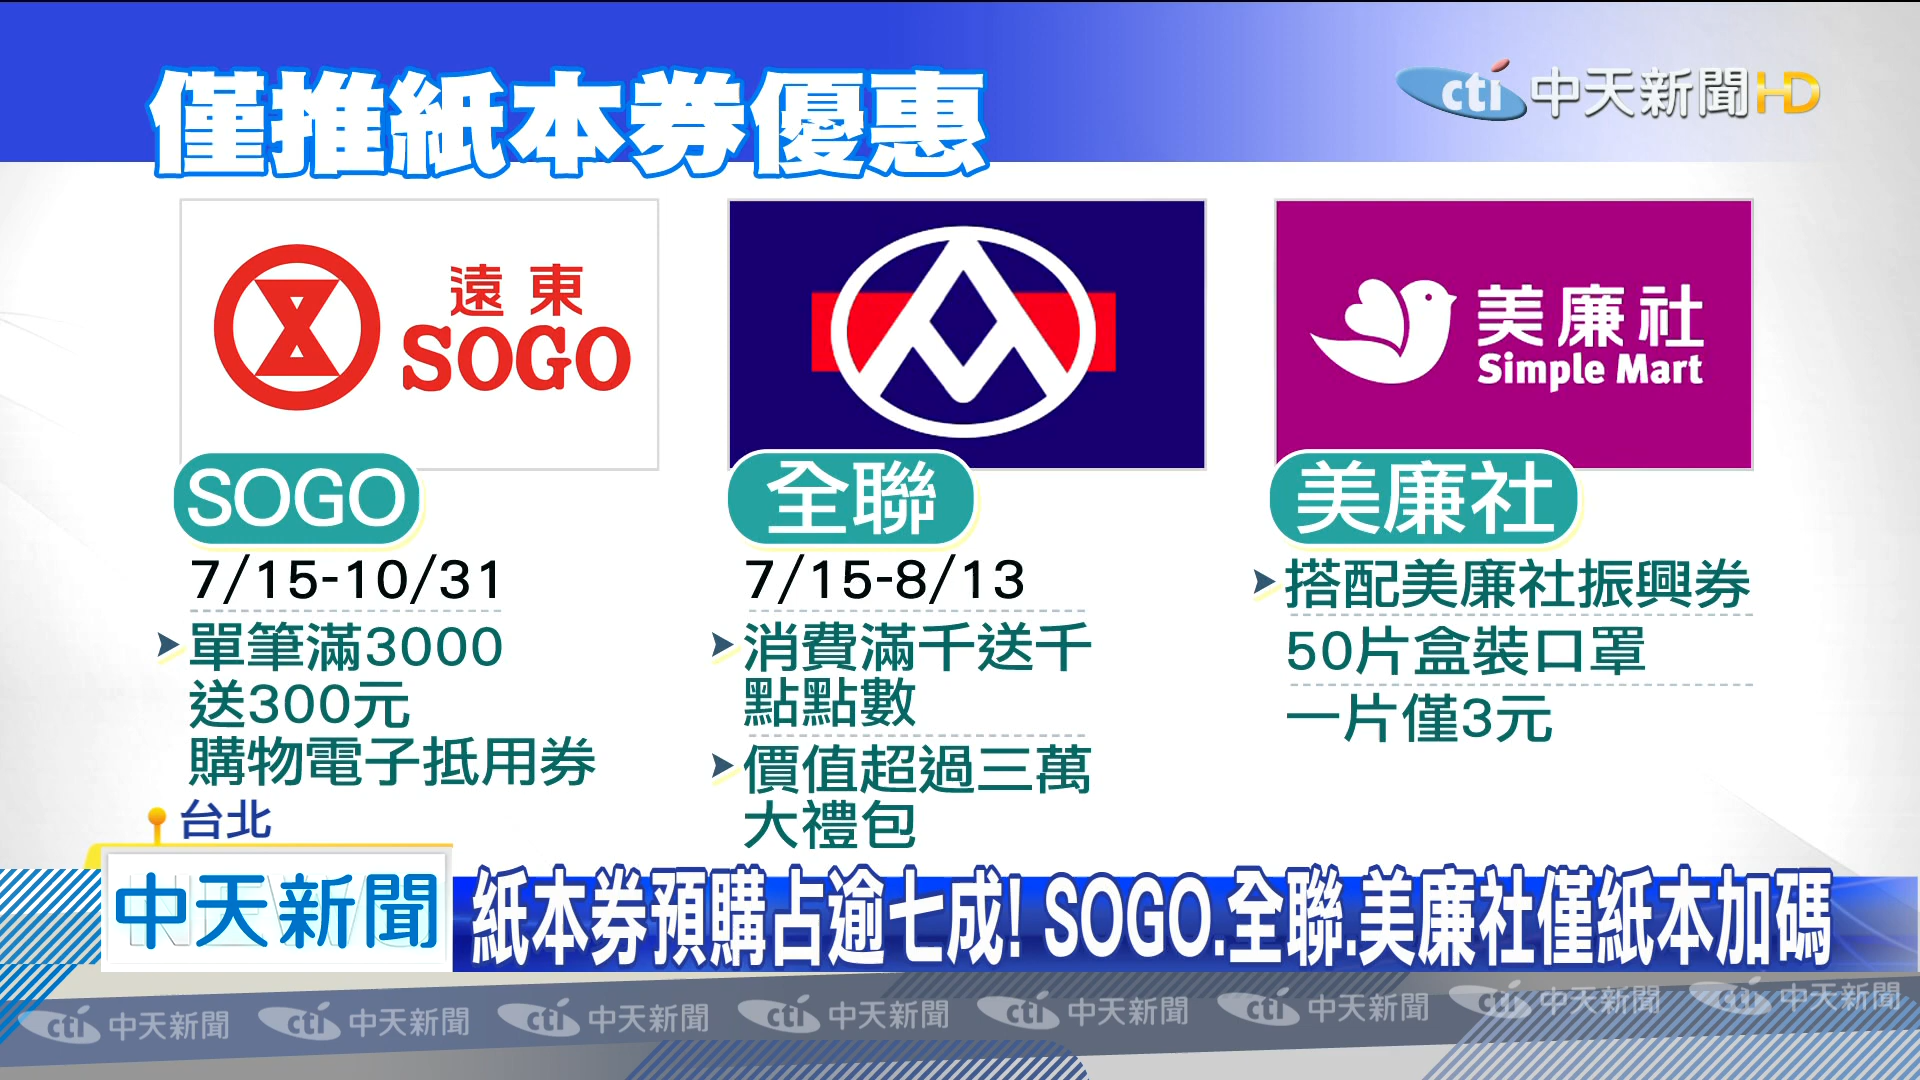 僅推紙本券優惠
cti 中天新聞HD
遠東
SOGO
美廉社
Simple Mart
SOGO
7/15-10/31
單筆滿3000
送300元
購物電子抵用券
全聯
7/15-8/13
消費滿千送千
點點數
價值超過三萬
大禮包
美廉社
搭配美廉社振興券
50片盒裝口罩
一片僅3元
台北
中天新聞
NEWS
紙本券預購占逾七成! SOGO.全聯.美廉社僅紙本加碼
cti 中天新聞 cti 中天新聞 cti 中天新聞 cti 中天新聞 cti 中天新聞 cti 中天新聞 cti 中天新聞 cti 中天新聞